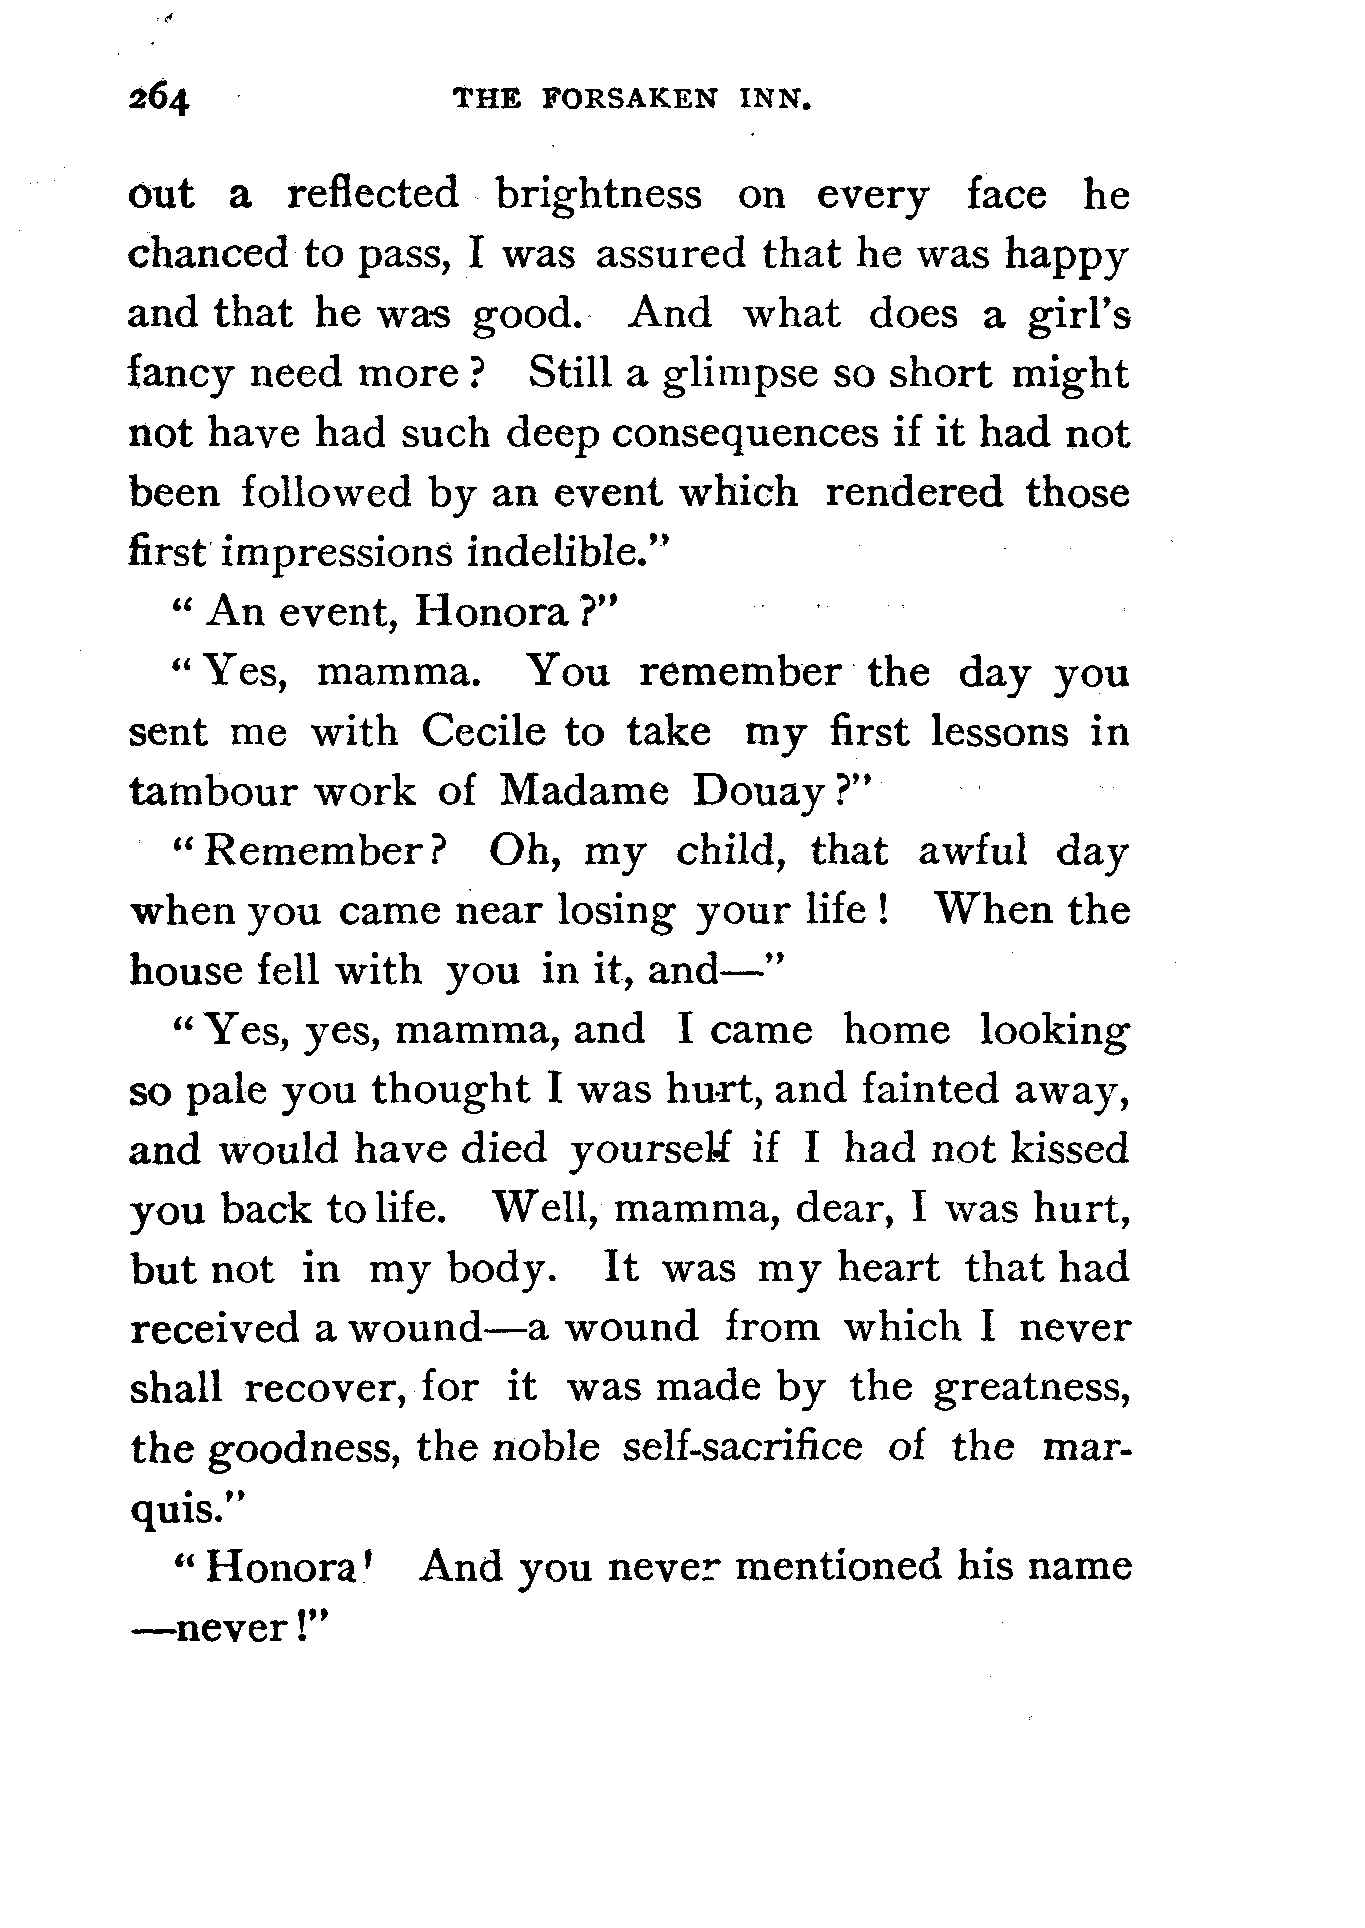 264 THE FORSAKEN INN.
out a reflected brightness on every face he
chanced to pass, I was assured that he was happy
and that he was good. And what does a girl's
fancy need more? Still a glimpse so short might
not have had such deep consequences if it had not
been followed by an event which rendered those
first impressions indelible."
"An event, Honora?"
"Yes, mamma. You remember the day you
sent me with Cecile to take my first lessons in
tambour work of Madame Douay?"
"Remember? Oh, my child, that awful day
when you came near losing your life! When the
house fell with you in it, and—"
"Yes, yes, mamma, and I came home looking
so pale you thought I was hurt, and fainted away,
and would have died yourself if I had not kissed
you back to life. Well, mamma, dear, I was hurt,
but not in my body. It was my heart that had
received a wound—a wound from which I never
shall recover, for it was made by the greatness,
the goodness, the noble self-sacrifice of the mar-
quis."
"Honora! And you never mentioned his name
—never!"